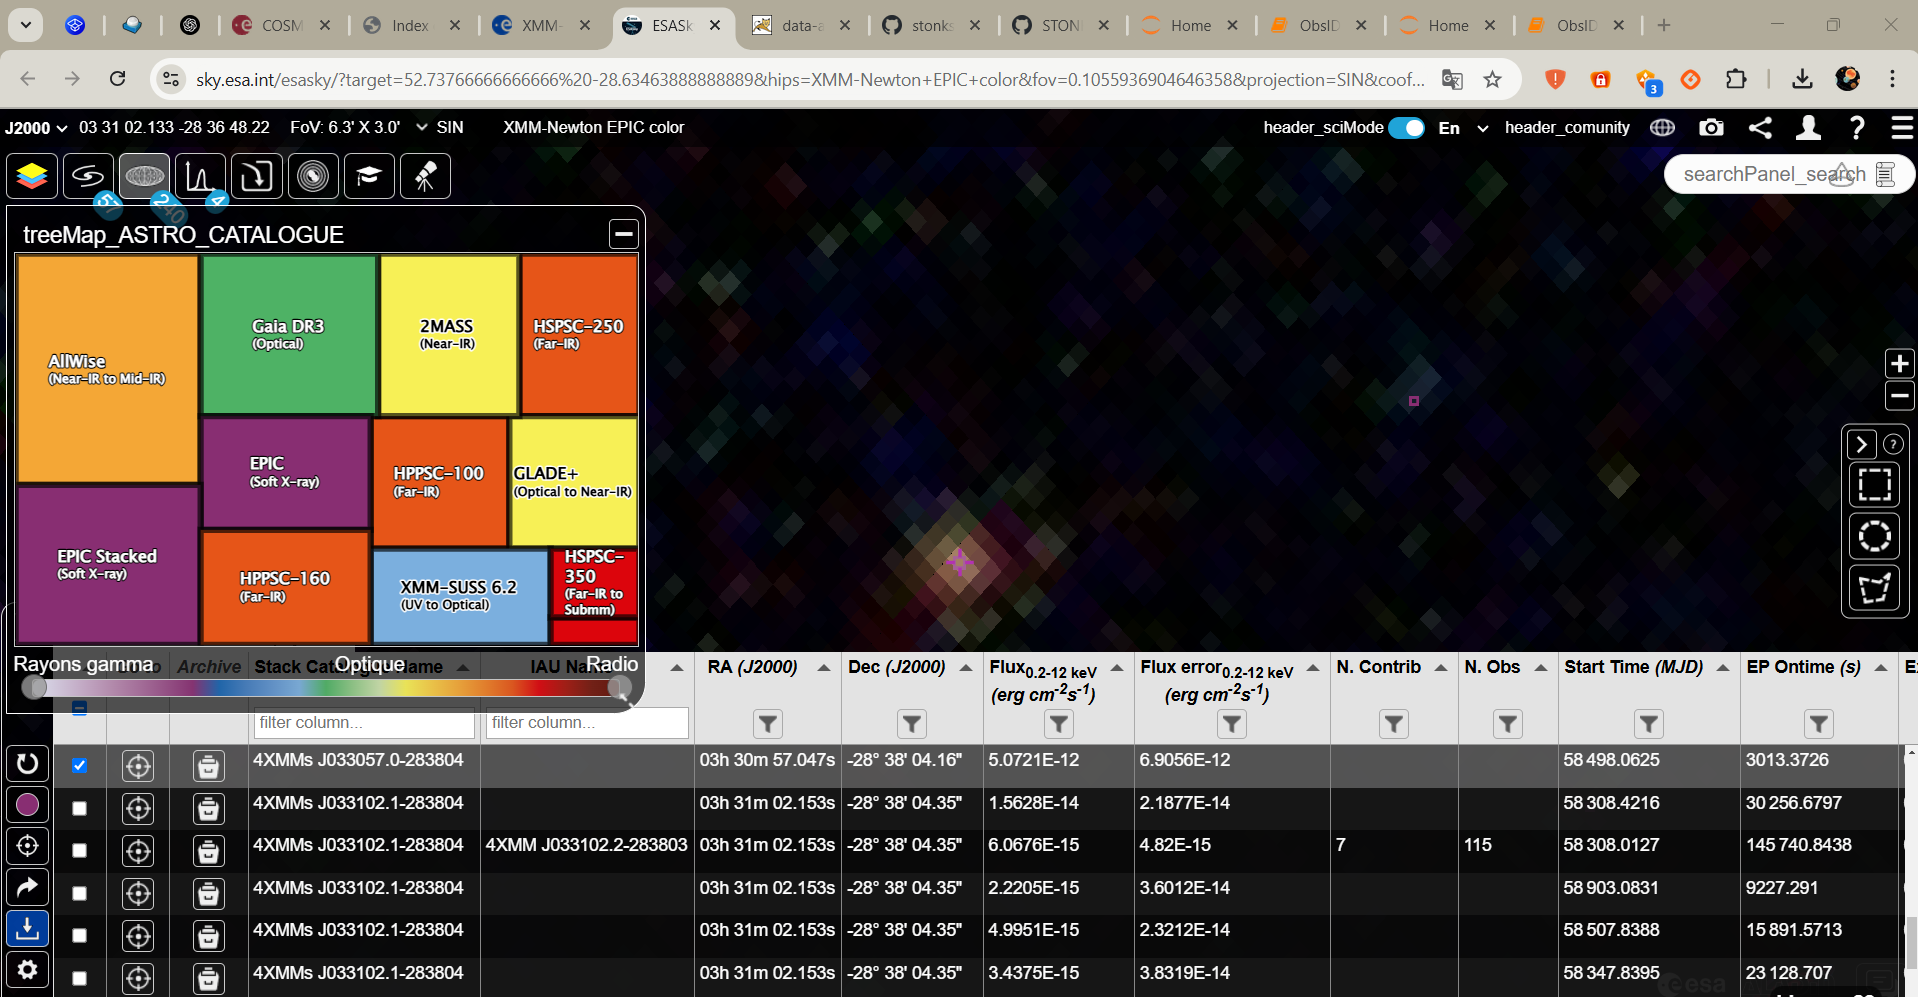 COSM
Index
XMM-
ESASk
data-a
stonks
STON
Home
ObsID
Home
ObsID
sky.esa.int/esasky/?target=52.73766666666666%20-28.63463888888889&hips=XMM-Newton+EPIC+color&fov=0.1055936904646358&projection=SIN&coof...
3
J2000 03 31 02.133 -28 36 48.22 FoV: 6.3' X 3.0' SIN XMM-Newton EPIC color
header_sciMode En header_comunity
searchPanel_search
57
240
4
treeMap_ASTRO_CATALOGUE
AllWise
(Near-IR to Mid-IR)
Gaia DR3
(Optical)
2MASS
(Near-IR)
HSPSC-250
(Far-IR)
EPIC
(Soft X-ray)
HPPSC-100
(Far-IR)
GLADE+
(Optical to Near-IR)
EPIC Stacked
(Soft X-ray)
HPPSC-160
(Far-IR)
XMM-SUSS 6.2
(UV to Optical)
HSPSC-
350
(Far-IR to
Submm)
Rayons gamma Optique Radio
Archive Stack Cat Name IAU Na RA (J2000) Dec (J2000) Flux0.2-12 keV (erg cm-2s-1) Flux error0.2-12 keV (erg cm-2s-1) N. Contrib N. Obs Start Time (MJD) EP Ontime (s) E
filter column... filter column...
4XMMs J033057.0-283804 03h 30m 57.047s -28° 38' 04.16" 5.0721E-12 6.9056E-12 58 498.0625 3013.3726
4XMMs J033102.1-283804 03h 31m 02.153s -28° 38' 04.35" 1.5628E-14 2.1877E-14 58 308.4216 30 256.6797
4XMMs J033102.1-283804 4XMM J033102.2-283803 03h 31m 02.153s -28° 38' 04.35" 6.0676E-15 4.82E-15 7 115 58 308.0127 145 740.8438
4XMMs J033102.1-283804 03h 31m 02.153s -28° 38' 04.35" 2.2205E-15 3.6012E-14 58 903.0831 9227.291
4XMMs J033102.1-283804 03h 31m 02.153s -28° 38' 04.35" 4.9951E-15 2.3212E-14 58 507.8388 15 891.5713
4XMMs J033102.1-283804 03h 31m 02.153s -28° 38' 04.35" 3.4375E-15 3.8319E-14 58 347.8395 23 128.707
esa